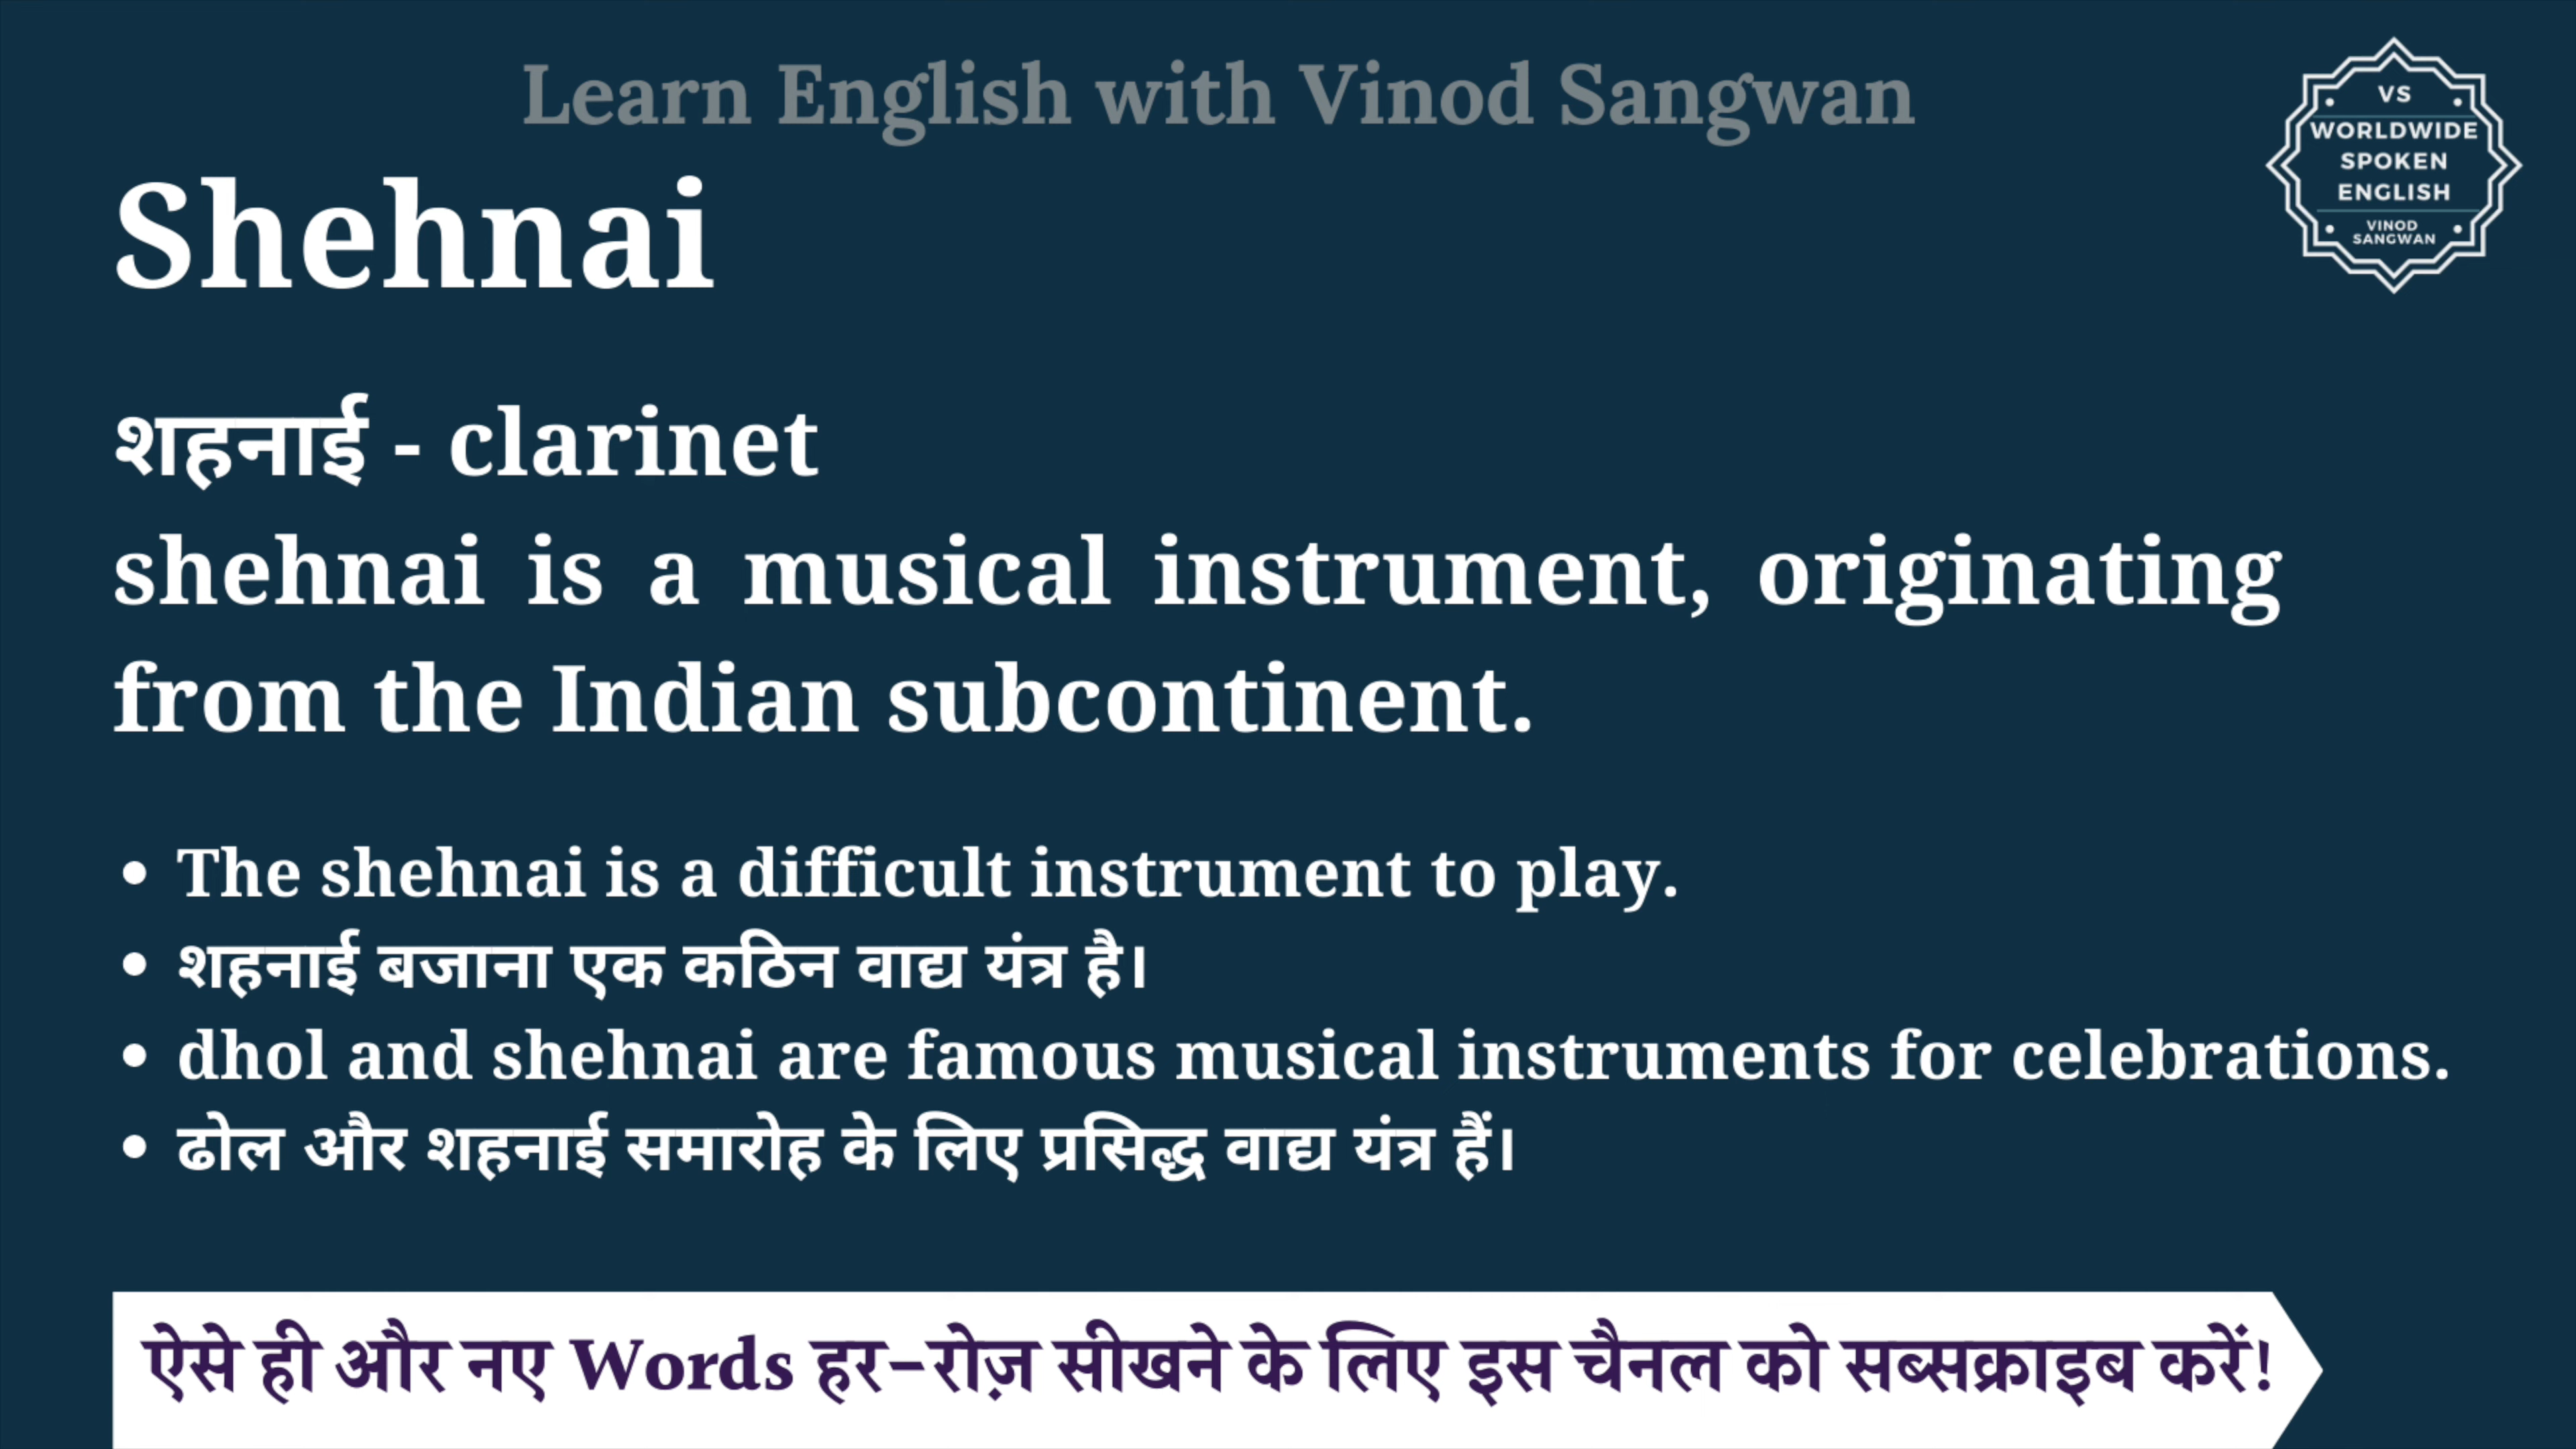 Learn English with Vinod Sangwan
VS
WORLDWIDE
SPOKEN
ENGLISH
VINOD
SANGWAN
Shehnai
शहनाई - clarinet
shehnai is a musical instrument, originating
from the Indian subcontinent.
• The shehnai is a difficult instrument to play.
• शहनाई बजाना एक कठिन वाद्य यंत्र है।
• dhol and shehnai are famous musical instruments for celebrations.
• ढोल और शहनाई समारोह के लिए प्रसिद्ध वाद्य यंत्र हैं।
ऐसे ही और नए Words हर-रोज़ सीखने के लिए इस चैनल को सब्सक्राइब करें!